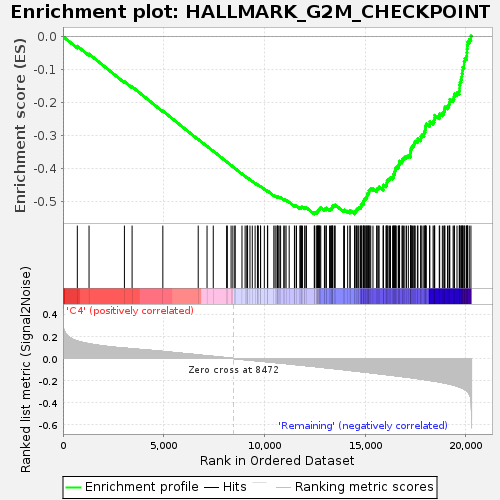 Enrichment plot: HALLMARK_G2M_CHECKPOINT
Enrichment score (ES)
0.0
-0.1
-0.2
-0.3
-0.4
-0.5
'C4' (positively correlated)
Ranked list metric (Signal2Noise)
0.4
0.2
0.0
-0.2
-0.4
-0.6
Zero cross at 8472
'Remaining' (negatively correlated)
0
5,000
10,000
15,000
20,000
Rank in Ordered Dataset
Enrichment profile
Hits
Ranking metric scores